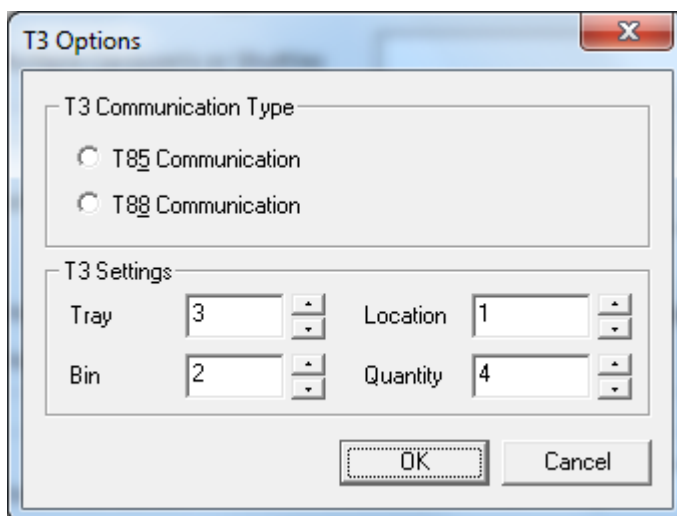 T3 Options
T3 Communication Type
T85 Communication
T88 Communication
T3 Settings
Tray 3 Location 1
Bin 2 Quantity 4
OK Cancel